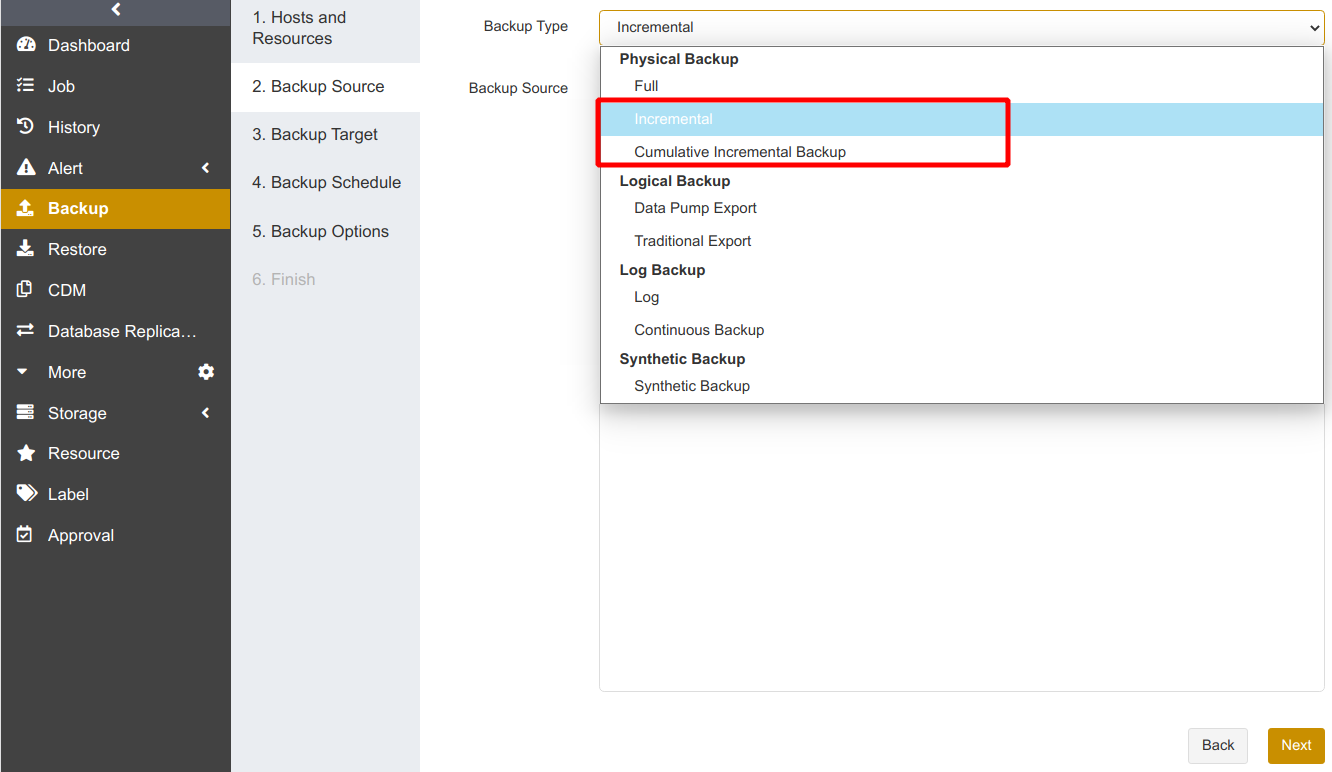 Dashboard
Job
History
Alert
Backup
Restore
CDM
Database Replica...
More
Storage
Resource
Label
Approval
1. Hosts and
Resources
2. Backup Source
3. Backup Target
4. Backup Schedule
5. Backup Options
6. Finish
Backup Type
Incremental
Backup Source
Physical Backup
Full
Incremental
Cumulative Incremental Backup
Logical Backup
Data Pump Export
Traditional Export
Log Backup
Log
Continuous Backup
Synthetic Backup
Synthetic Backup
Back
Next